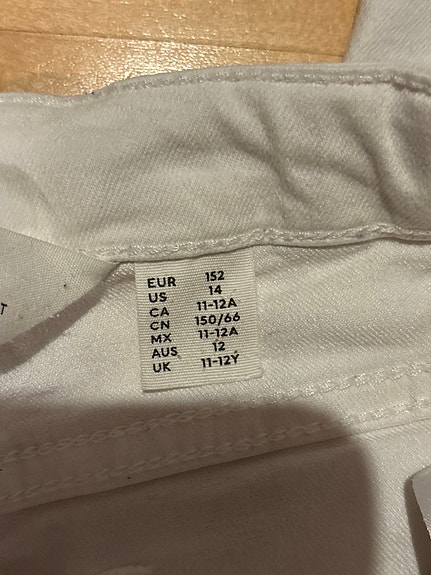 EUR 152
US 14
CA 11-12A
CN 150/66
MX 11-12A
AUS 12
UK 11-12Y
T